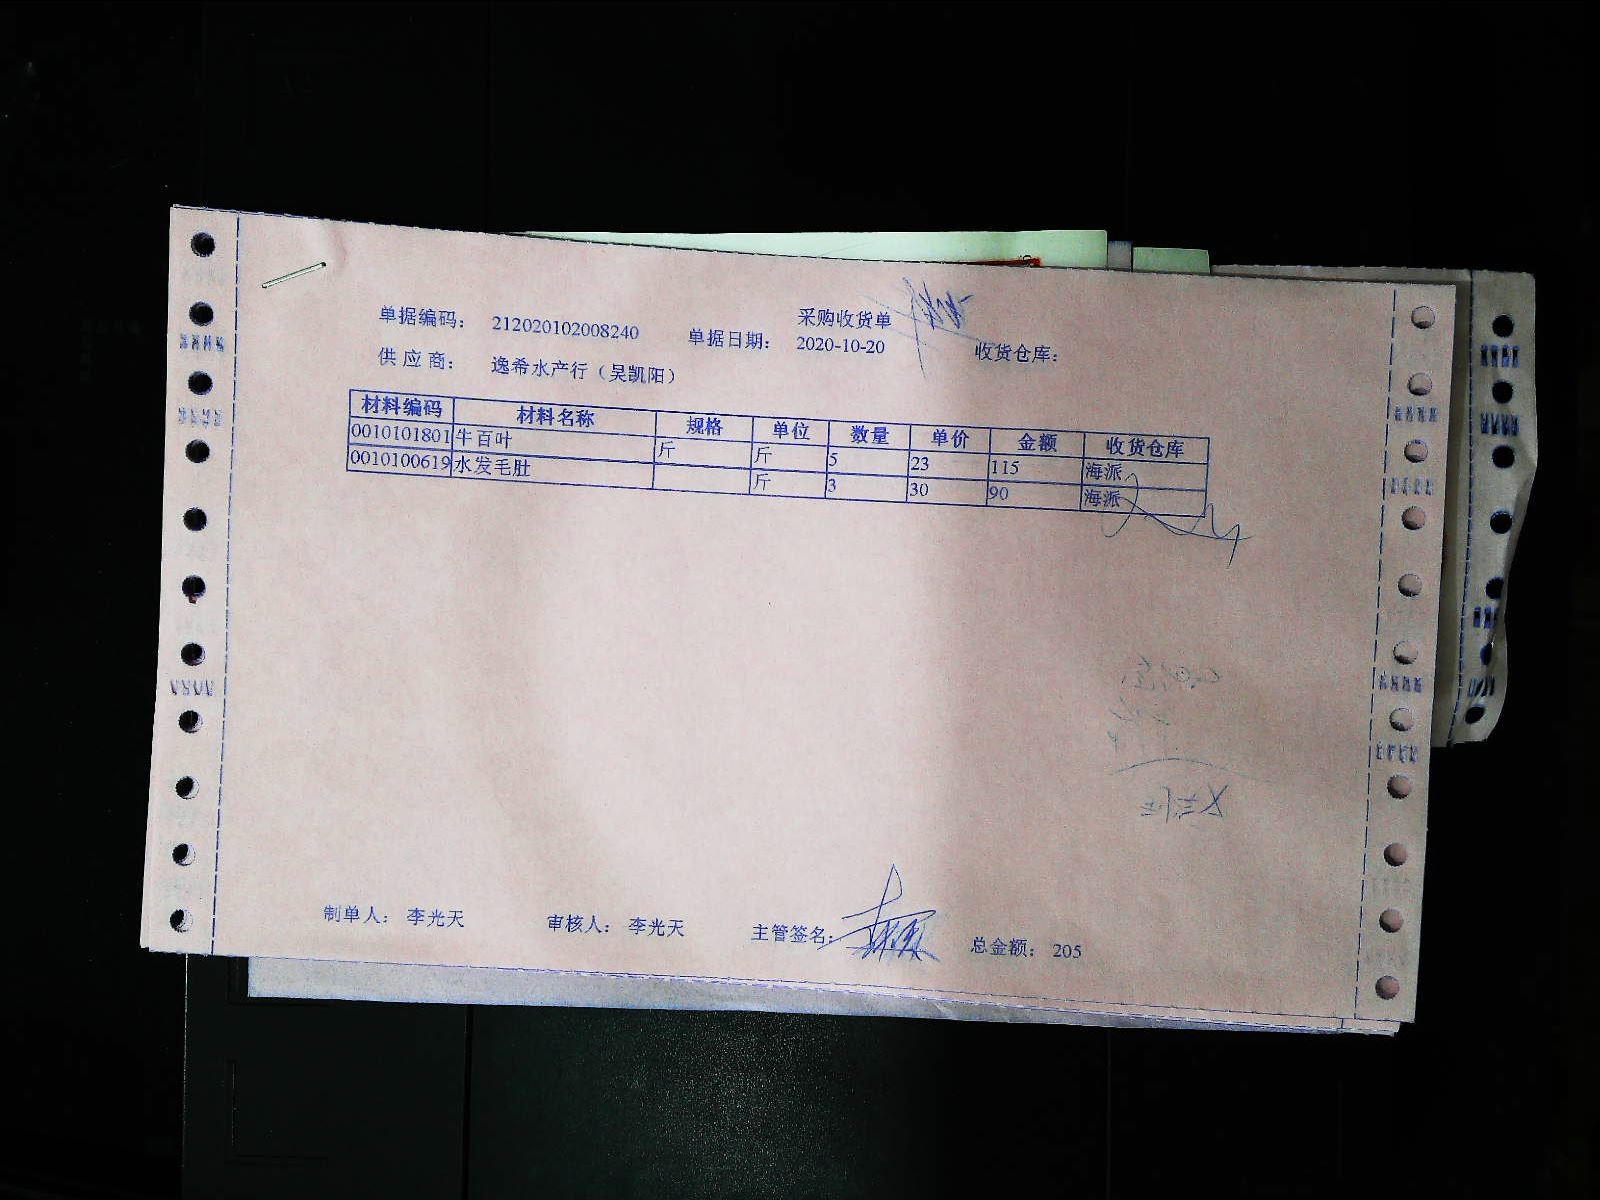 采购收货单
单据编码： 212020102008240 单据日期： 2020-10-20 收货仓库：
供 应 商： 逸希水产行（吴凯阳）
材料编码 材料名称 规格 单位 数量 单价 金额 收货仓库
0010101801 牛百叶 斤 斤 5 23 115 海派
0010100619 水发毛肚 斤 3 30 90 海派
制单人： 李光天 审核人： 李光天 主管签名： 总金额： 205